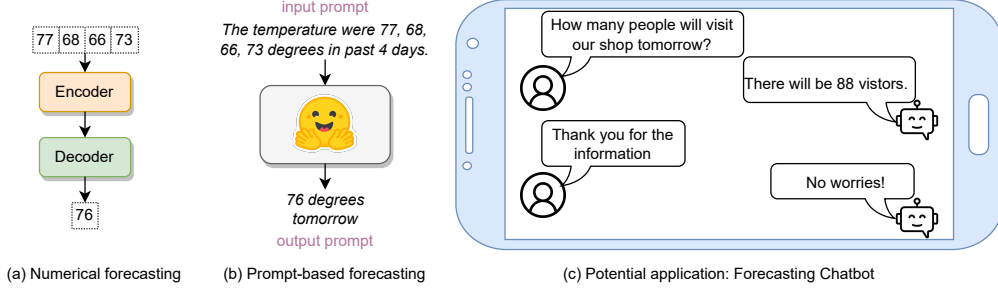 77 68 66 73
Encoder
Decoder
76
(a) Numerical forecasting
input prompt
The temperature were 77, 68,
66, 73 degrees in past 4 days.
76 degrees
tomorrow
output prompt
(b) Prompt-based forecasting
How many people will visit
our shop tomorrow?
There will be 88 vistors.
Thank you for the
information
No worries!
(c) Potential application: Forecasting Chatbot